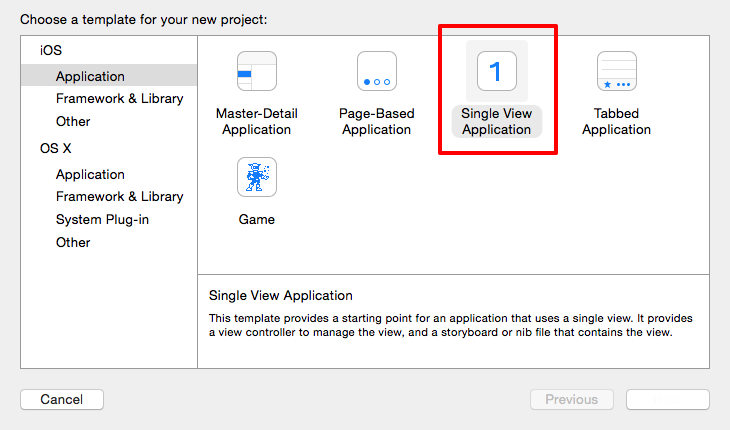 Choose a template for your new project:
iOS
Application
Framework & Library
Other
OS X
Application
Framework & Library
System Plug-in
Other
Master-Detail
Application
Page-Based
Application
1
Single View
Application
Tabbed
Application
Game
Single View Application
This template provides a starting point for an application that uses a single view. It provides
a view controller to manage the view, and a storyboard or nib file that contains the view.
Cancel
Previous